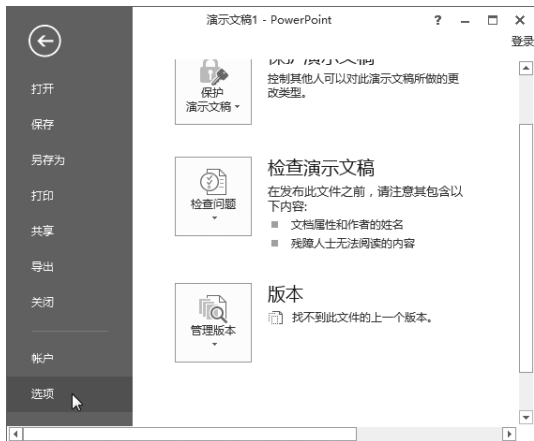 演示文稿1 - PowerPoint
?
登录
打开
保存
另存为
打印
共享
导出
关闭
帐户
选项
保护演示文稿
控制其他人可以对此演示文稿所做的更
改类型。
保护
演示文稿
检查演示文稿
在发布此文件之前，请注意其包含以
下内容:
文档属性和作者的姓名
残障人士无法阅读的内容
检查问题
版本
找不到此文件的上一个版本。
管理版本